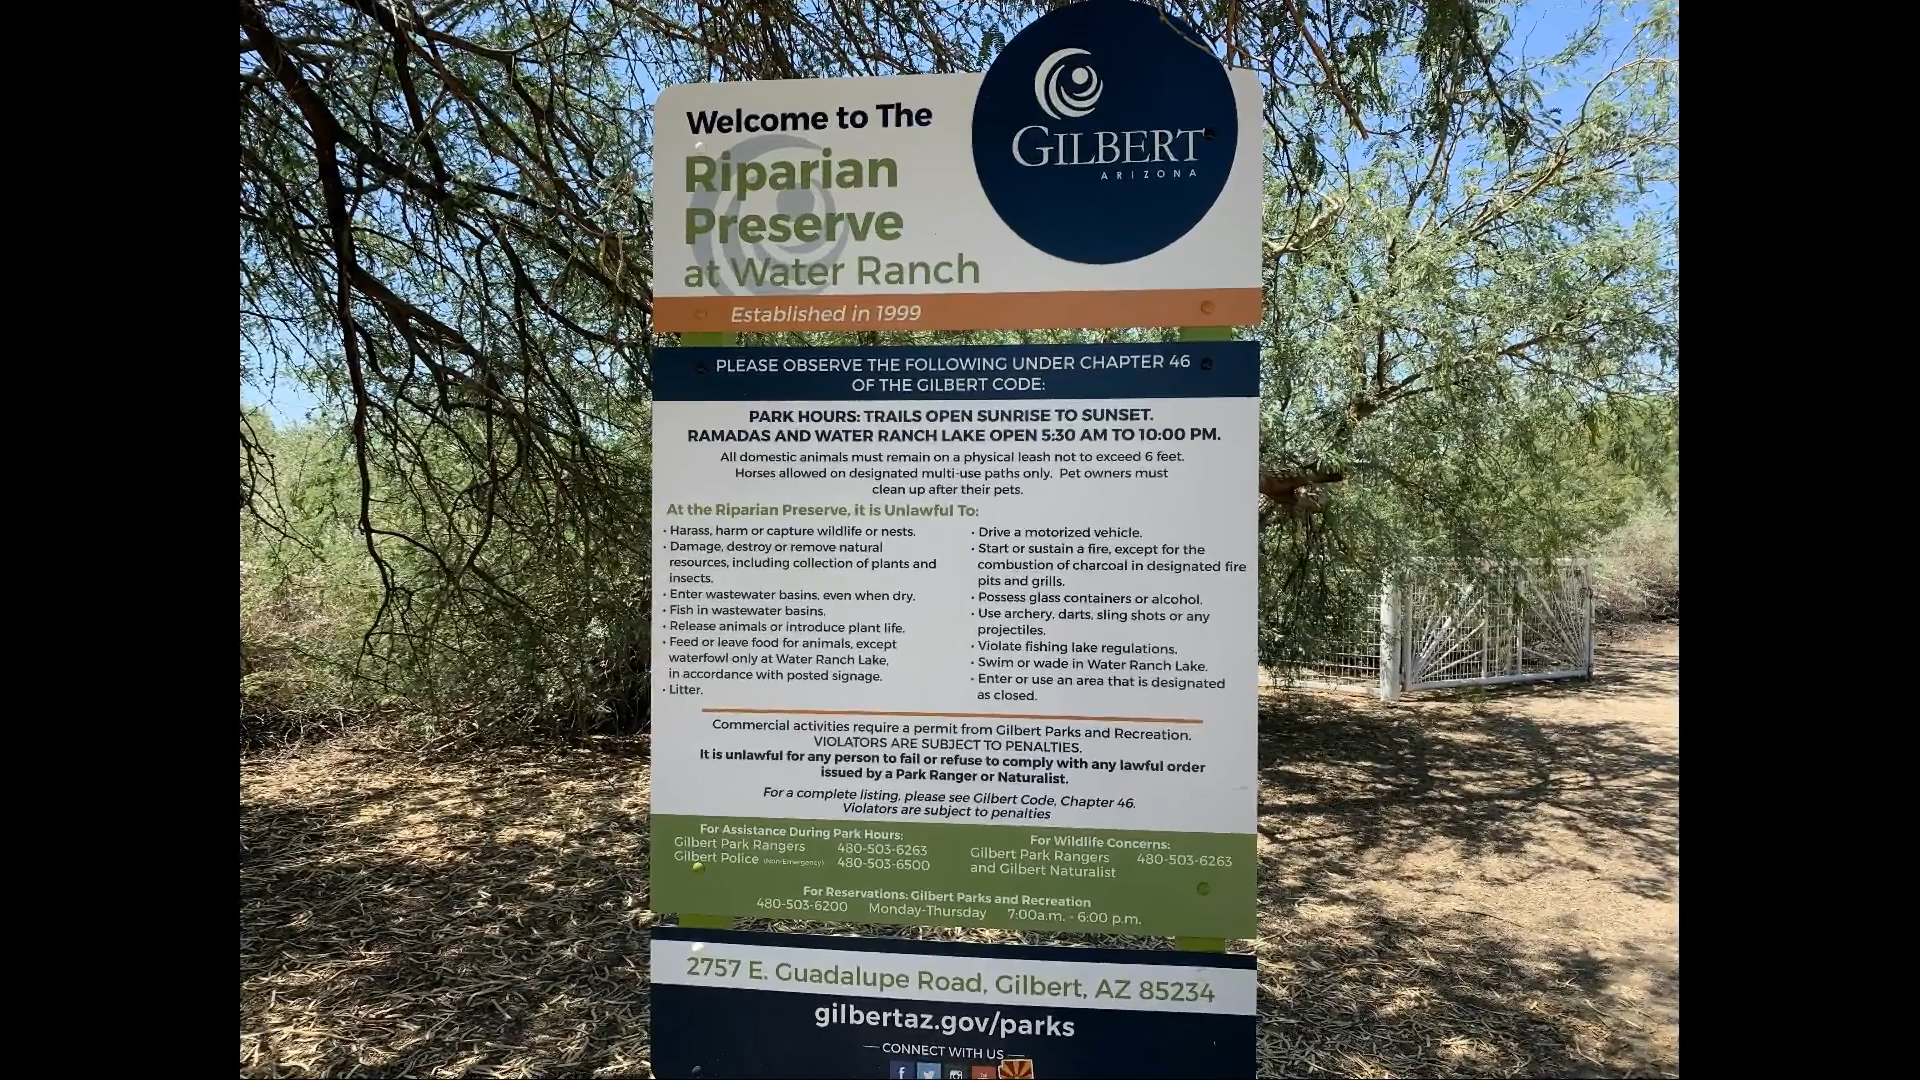 Welcome to The
Riparian
Preserve
at Water Ranch
GILBERT
ARIZONA
Established in 1999
PLEASE OBSERVE THE FOLLOWING UNDER CHAPTER 46
OF THE GILBERT CODE:
PARK HOURS: TRAILS OPEN SUNRISE TO SUNSET.
RAMADAS AND WATER RANCH LAKE OPEN 5:30 AM TO 10:00 PM.
All domestic animals must remain on a physical leash not to exceed 6 feet.
Horses allowed on designated multi-use paths only. Pet owners must
clean up after their pets.
At the Riparian Preserve, it is Unlawful To:
• Harass, harm or capture wildlife or nests.
• Damage, destroy or remove natural
resources, including collection of plants and
insects.
• Enter wastewater basins, even when dry.
• Fish in wastewater basins.
• Release animals or introduce plant life.
• Feed or leave food for animals, except
waterfowl only at Water Ranch Lake,
in accordance with posted signage.
• Litter.
• Drive a motorized vehicle.
• Start or sustain a fire, except for the
combustion of charcoal in designated fire
pits and grills.
• Possess glass containers or alcohol.
• Use archery, darts, sling shots or any
projectiles.
• Violate fishing lake regulations.
• Swim or wade in Water Ranch Lake.
• Enter or use an area that is designated
as closed.
Commercial activities require a permit from Gilbert Parks and Recreation.
VIOLATORS ARE SUBJECT TO PENALTIES.
It is unlawful for any person to fail or refuse to comply with any lawful order
issued by a Park Ranger or Naturalist.
For a complete listing, please see Gilbert Code, Chapter 46.
Violators are subject to penalties
For Assistance During Park Hours:
Gilbert Park Rangers 480-503-6263
Gilbert Police (Non-Emergency) 480-503-6500
For Wildlife Concerns:
Gilbert Park Rangers 480-503-6263
and Gilbert Naturalist
For Reservations: Gilbert Parks and Recreation
480-503-6200 Monday-Thursday 7:00a.m. - 6:00 p.m.
2757 E. Guadalupe Road, Gilbert, AZ 85234
gilbertaz.gov/parks
CONNECT WITH US